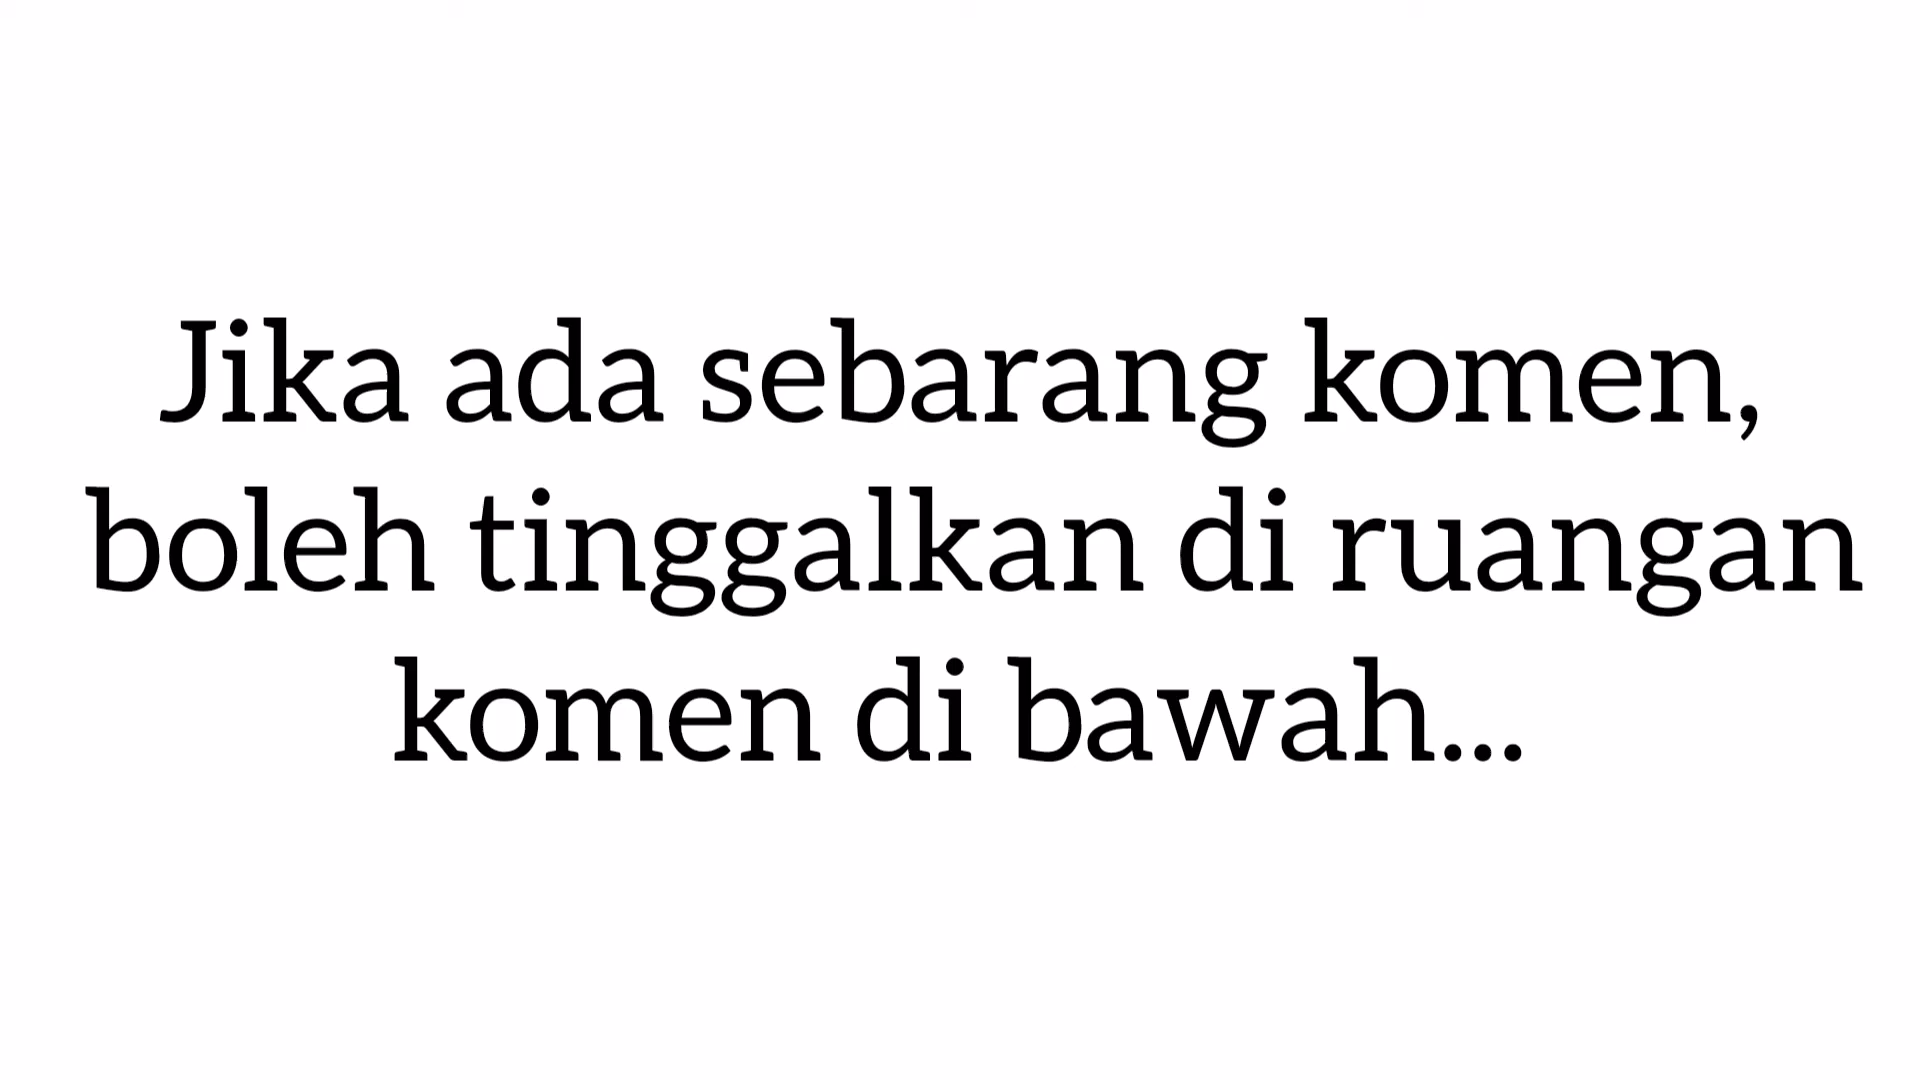 Jika ada sebarang komen,
boleh tinggalkan di ruangan
komen di bawah...